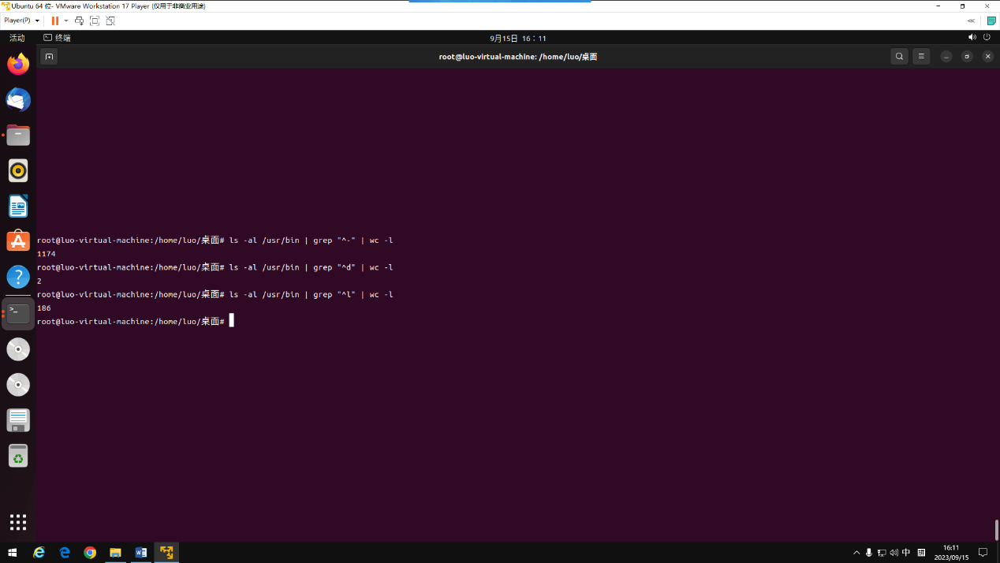 Ubuntu 64 位- VMware Workstation 17 Player (仅用于非商业用途)
Player(P)
活动
终端
9月15日 16：11
root@luo-virtual-machine: /home/luo/桌面
root@luo-virtual-machine:/home/luo/桌面# ls -al /usr/bin | grep "^-" | wc -l
1174
root@luo-virtual-machine:/home/luo/桌面# ls -al /usr/bin | grep "^d" | wc -l
2
root@luo-virtual-machine:/home/luo/桌面# ls -al /usr/bin | grep "^l" | wc -l
186
root@luo-virtual-machine:/home/luo/桌面#
中
16:11
2023/09/15